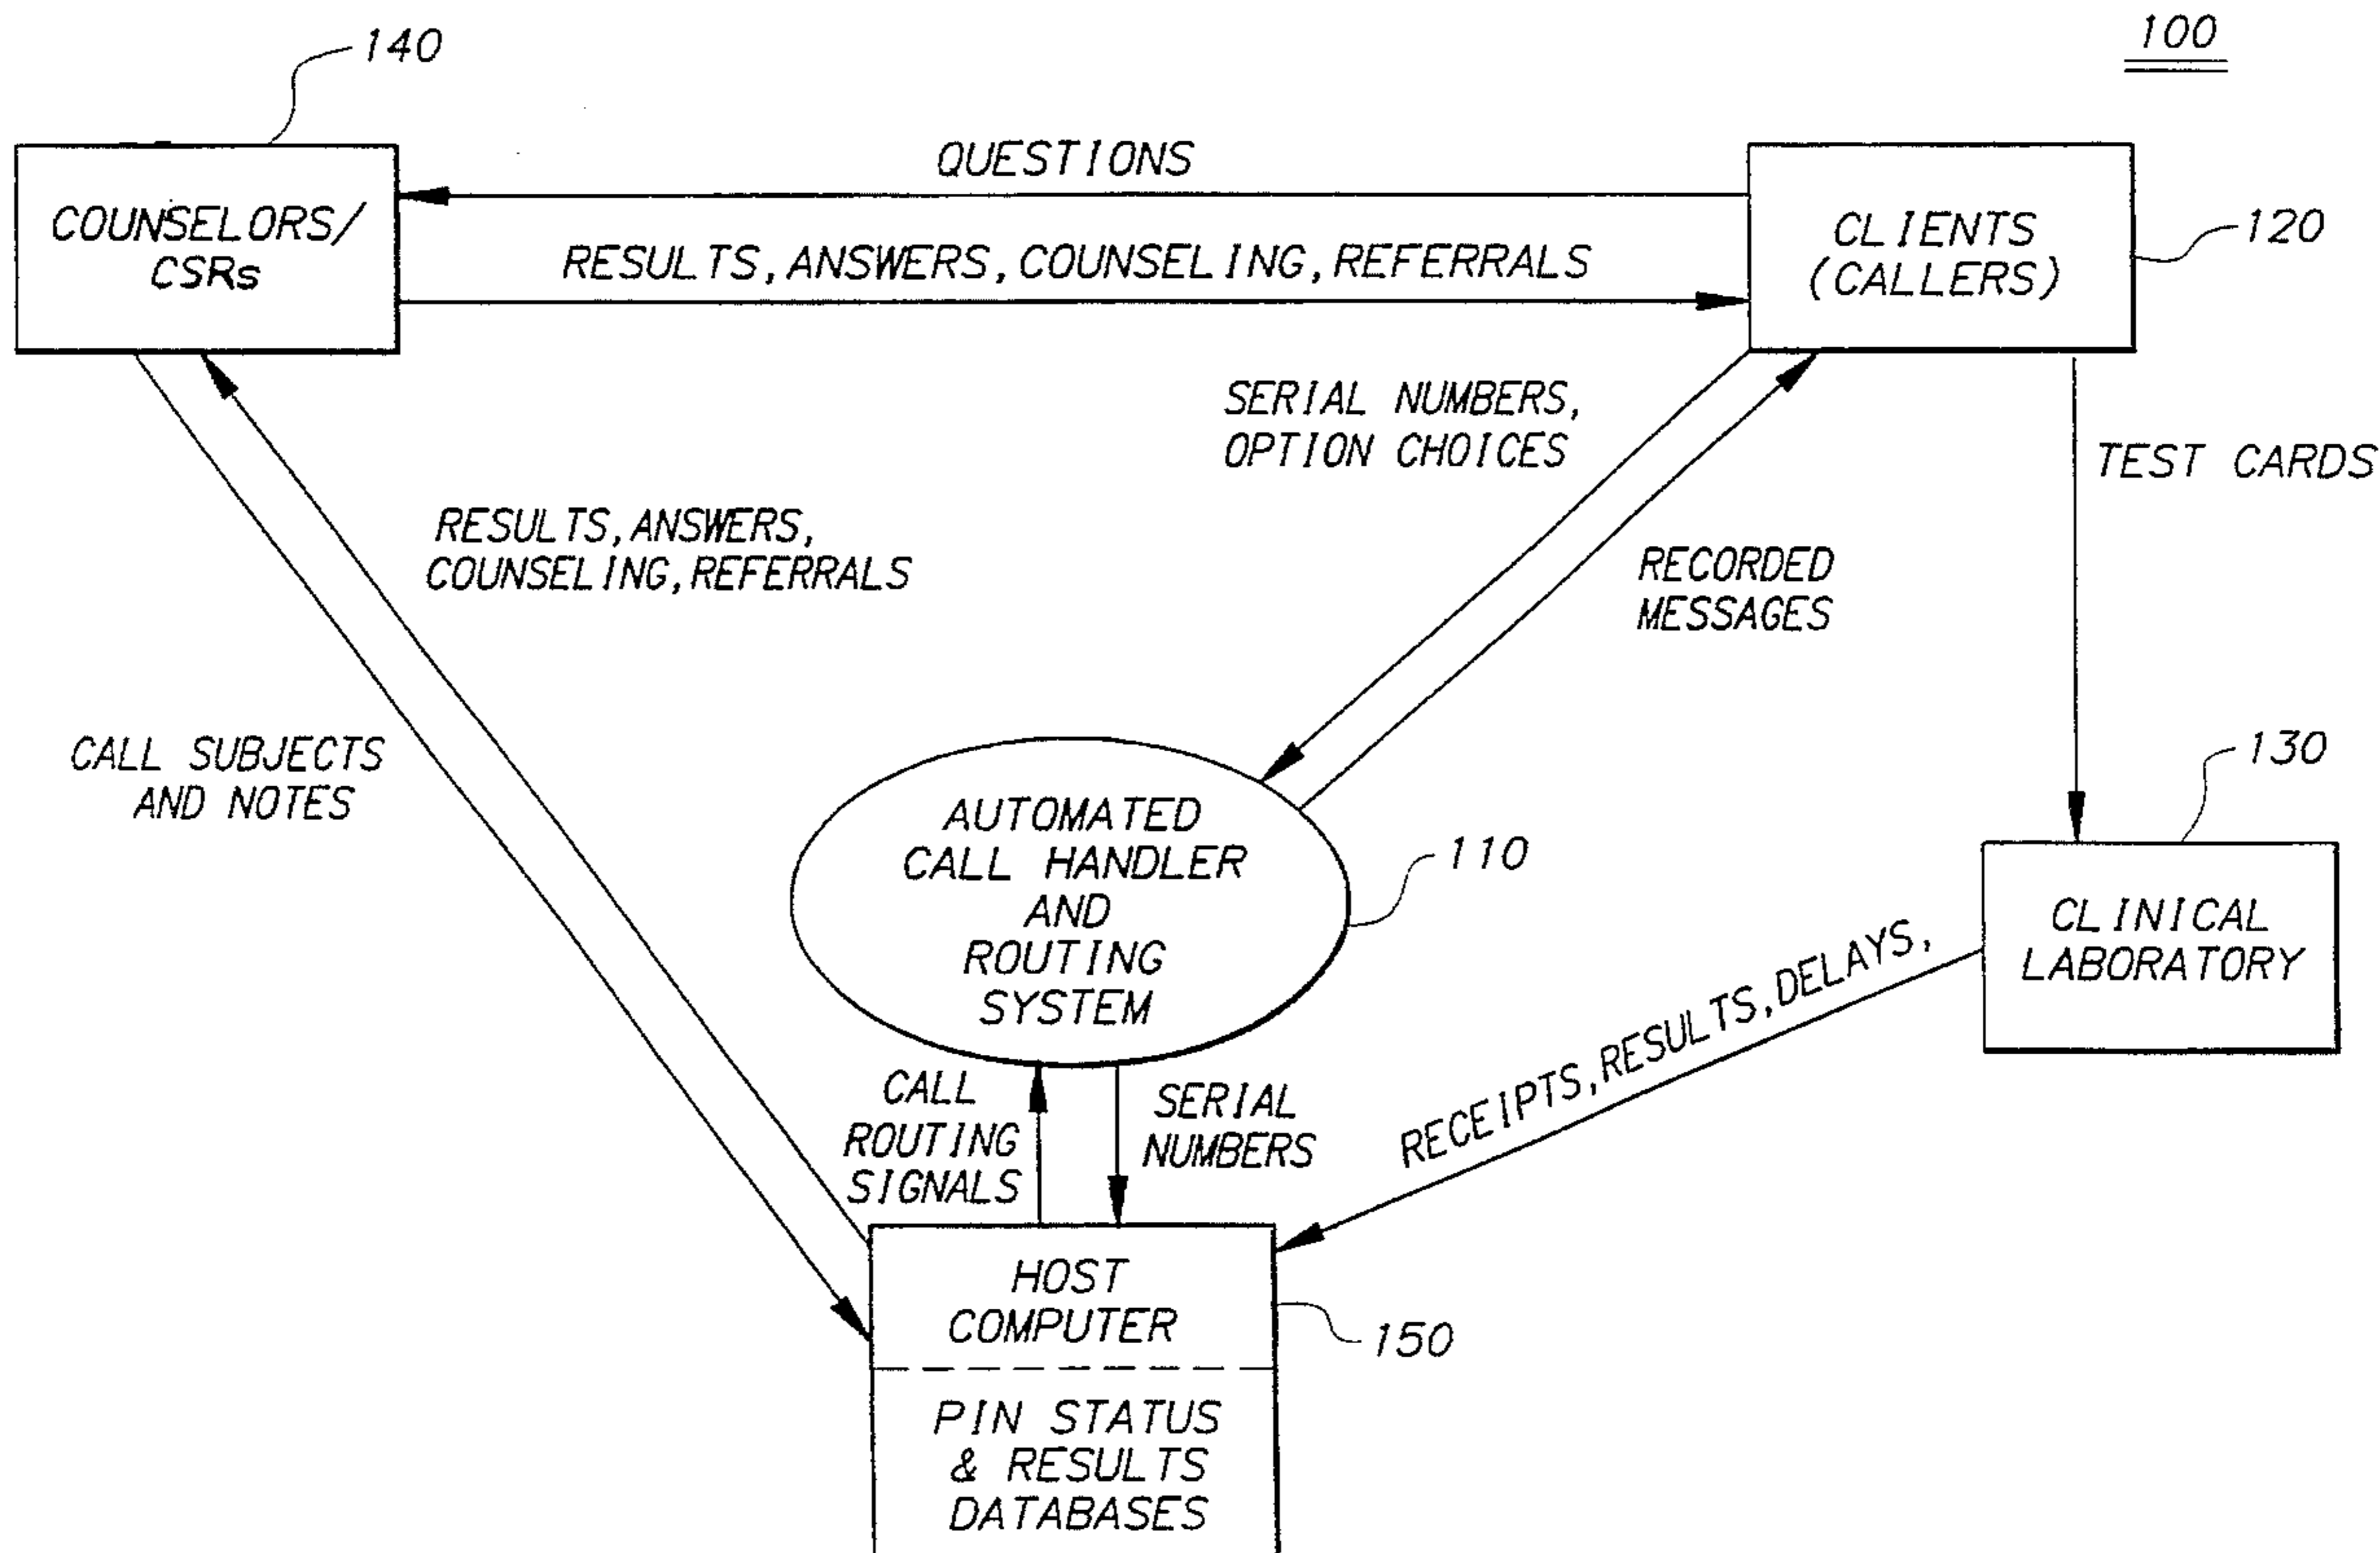 100
140
COUNSELORS/
CSRs
QUESTIONS
RESULTS, ANSWERS, COUNSELING, REFERRALS
CLIENTS
(CALLERS)
120
SERIAL NUMBERS,
OPTION CHOICES
TEST CARDS
RESULTS, ANSWERS,
COUNSELING, REFERRALS
RECORDED
MESSAGES
CALL SUBJECTS
AND NOTES
AUTOMATED
CALL HANDLER
AND
ROUTING
SYSTEM
110
130
CLINICAL
LABORATORY
RECEIPTS, RESULTS, DELAYS,
CALL
ROUTING
SIGNALS
SERIAL
NUMBERS
HOST
COMPUTER
150
PIN STATUS
& RESULTS
DATABASES